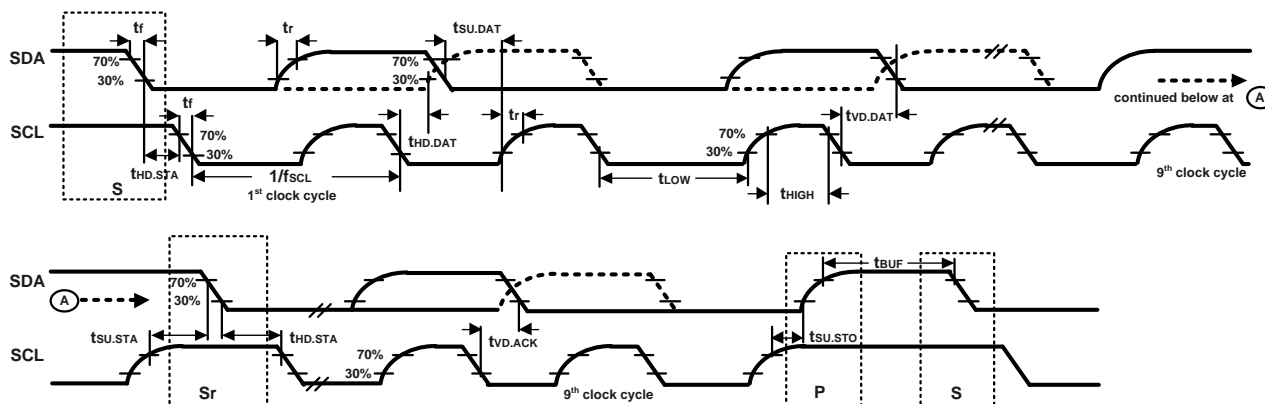 tf tr tSU.DAT
SDA 70% 30% 70% 30% continued below at A
tf tr tVD.DAT
SCL 70% 30% tHD.DAT 70% 30%
tHD.STA 1/fSCL tLOW tHIGH
S 1st clock cycle 9th clock cycle
SDA 70% 30% tBUF
A
tSU.STA tHD.STA tVD.ACK tSU.STO
SCL 70% 30%
Sr 9th clock cycle P S